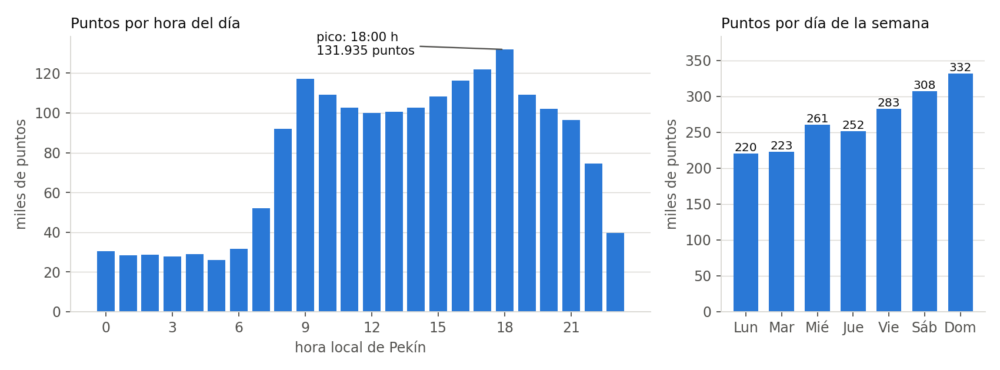 Puntos por hora del día
pico: 18:00 h
131.935 puntos
miles de puntos
120
100
80
60
40
20
0
0 3 6 9 12 15 18 21
hora local de Pekín
Puntos por día de la semana
miles de puntos
350
300
250
200
150
100
50
0
220 223 261 252 283 308 332
Lun Mar Mié Jue Vie Sáb Dom